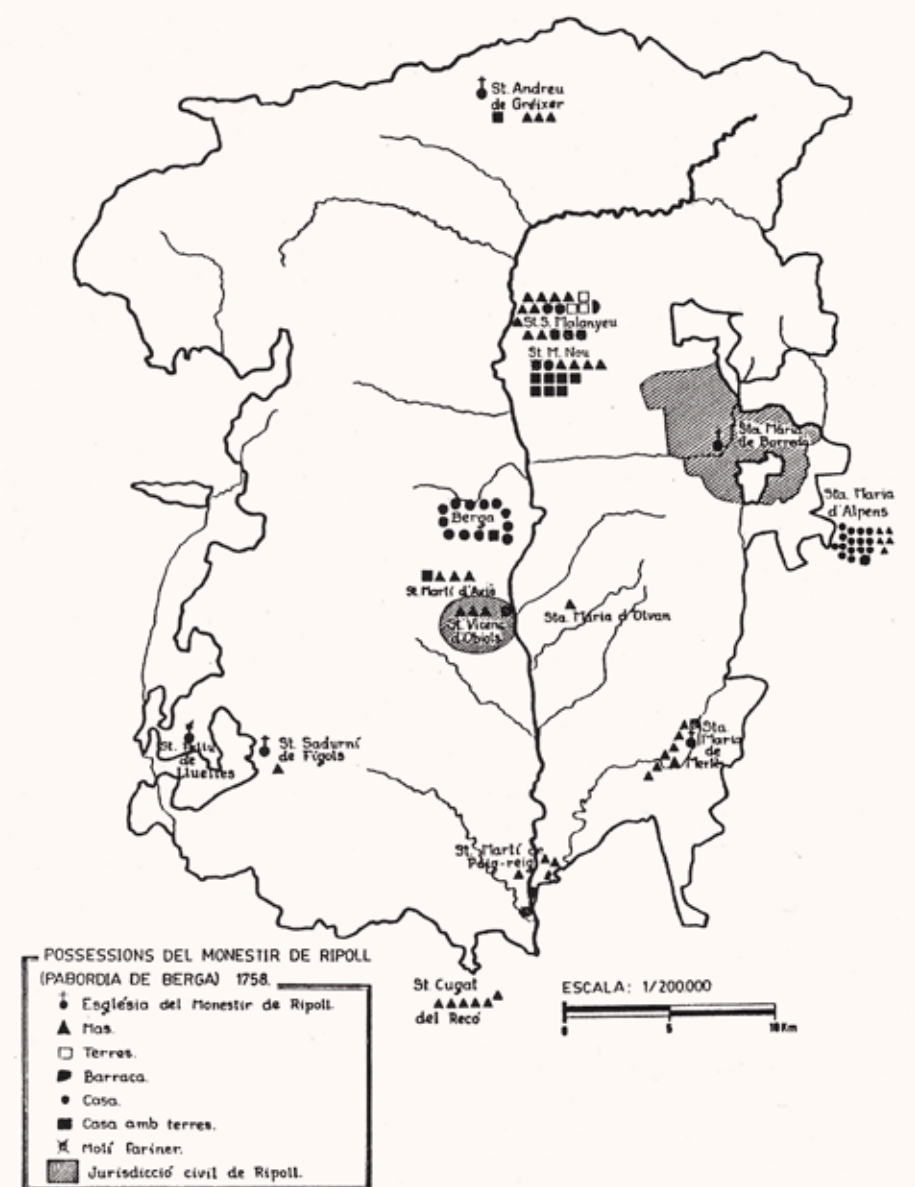 St. Andreu
de Gréixer
St. S. Malanyeu
St. M. Nou
Sta. Maria
de Borredà
Sta. Maria
d'Alpens
Berga
St. Martí d'Avià
St. Vicenç
d'Obiols
Sta. Maria d'Olvan
St. Feliu
de
Lluelles
St. Sadurní
de Fígols
Sta.
Maria
de
Merlès
St. Martí de
Puig-reig
St Cugat
del Recó
POSSESSIONS DEL MONESTIR DE RIPOLL
(PABORDIA DE BERGA) 1758.
Església del Monestir de Ripoll.
Mas.
Terres.
Barraca.
Casa.
Casa amb terres.
Molí fariner.
Jurisdicció civil de Ripoll.
ESCALA: 1/200000
0 5 10 Km